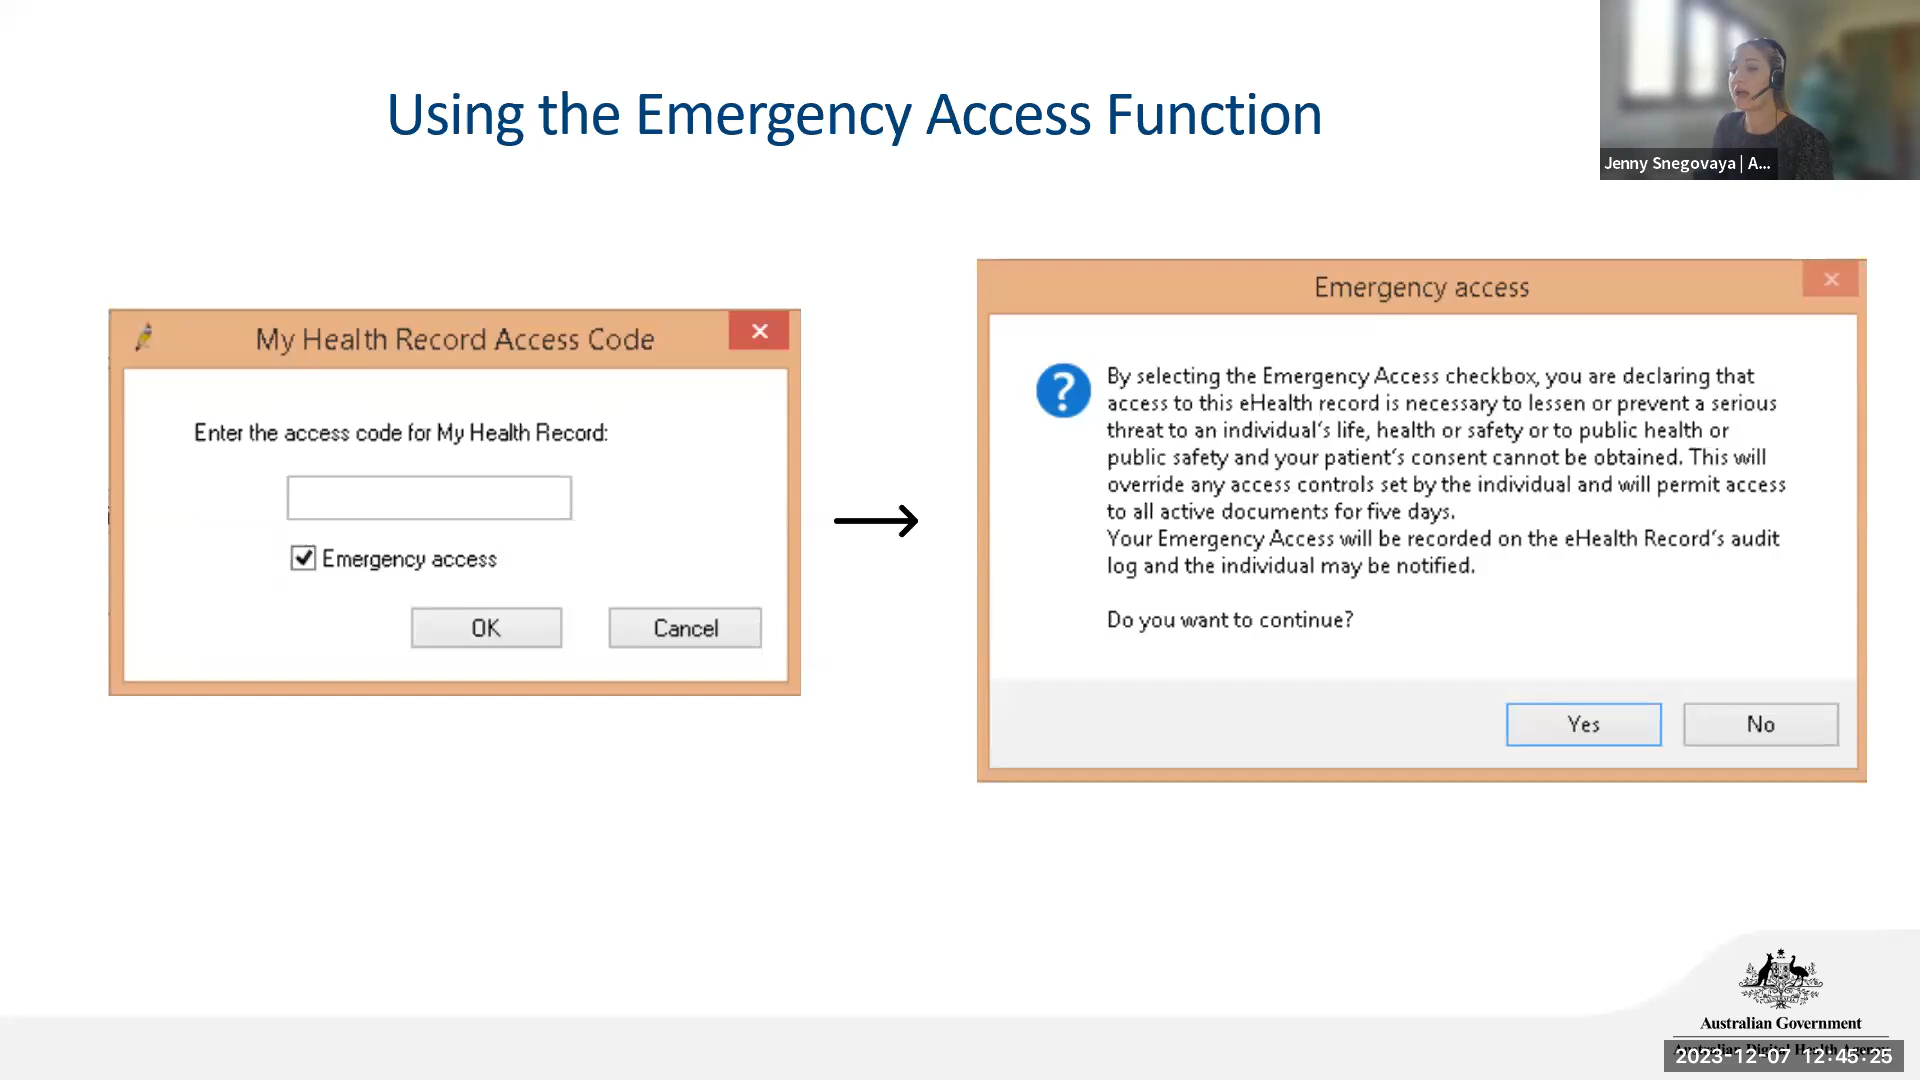 Using the Emergency Access Function
Jenny Snegovaya | A...
My Health Record Access Code
Enter the access code for My Health Record:
Emergency access
OK
Cancel
Emergency access
By selecting the Emergency Access checkbox, you are declaring that
access to this eHealth record is necessary to lessen or prevent a serious
threat to an individual's life, health or safety or to public health or
public safety and your patient's consent cannot be obtained. This will
override any access controls set by the individual and will permit access
to all active documents for five days.
Your Emergency Access will be recorded on the eHealth Record's audit
log and the individual may be notified.
Do you want to continue?
Yes
No
Australian Government
Australian Digital Health Agency
2023-12-07 12:45:25